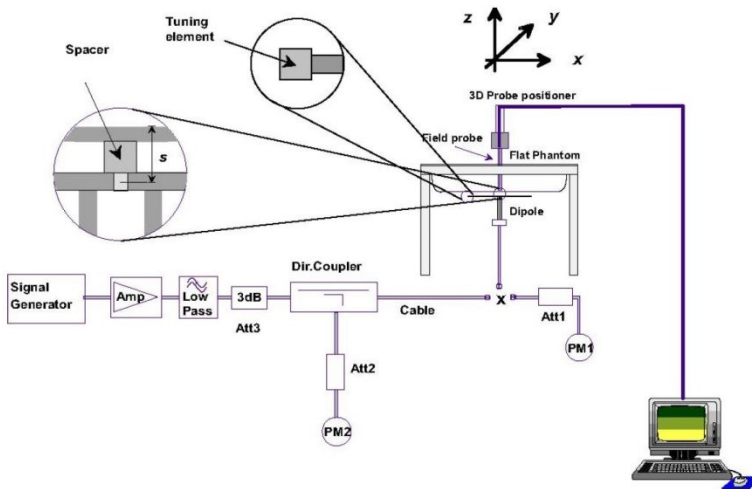 Tuning
element
Spacer
s
z
y
x
3D Probe positioner
Field probe
Flat Phantom
Dipole
Dir.Coupler
Signal
Generator
Amp
Low
Pass
3dB
Att3
Cable
x
Att1
PM1
Att2
PM2